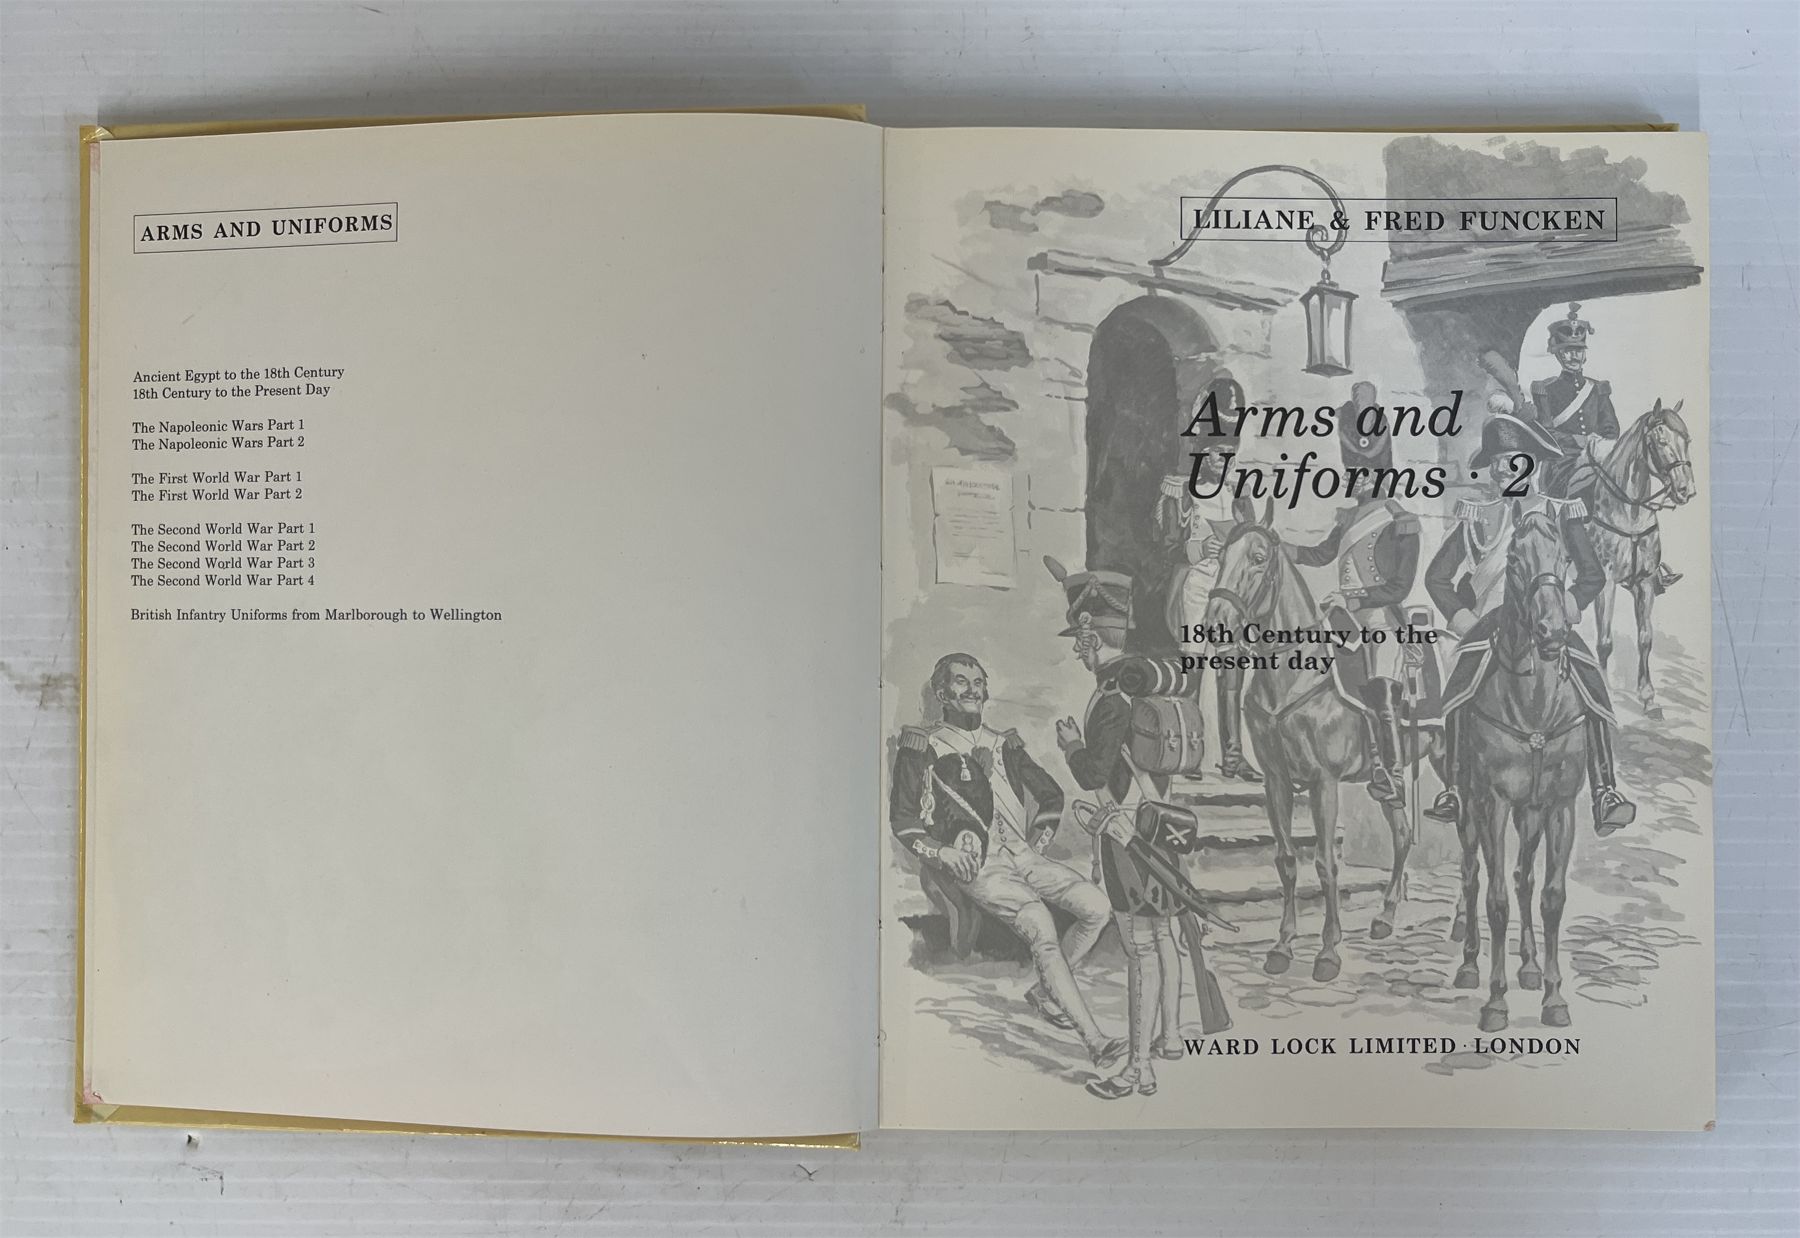 ARMS AND UNIFORMS
Ancient Egypt to the 18th Century
18th Century to the Present Day
The Napoleonic Wars Part 1
The Napoleonic Wars Part 2
The First World War Part 1
The First World War Part 2
The Second World War Part 1
The Second World War Part 2
The Second World War Part 3
The Second World War Part 4
British Infantry Uniforms from Marlborough to Wellington
LILIANE & FRED FUNCKEN
Arms and
Uniforms · 2
18th Century to the
present day
WARD LOCK LIMITED · LONDON